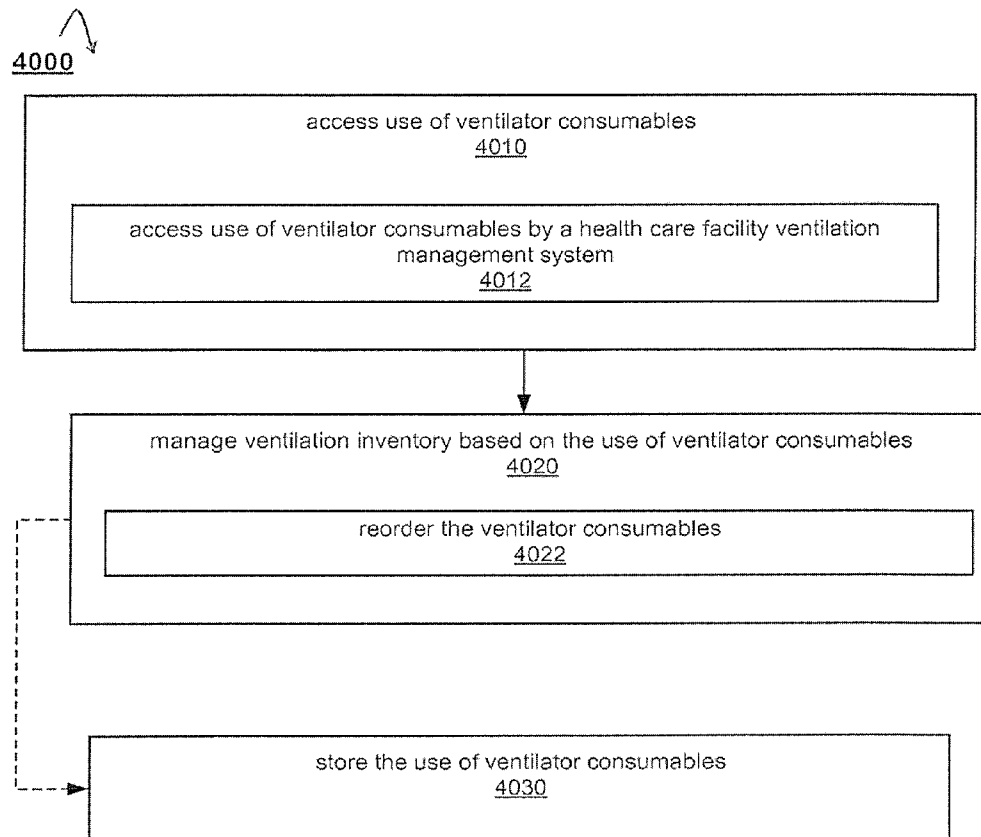 4000
access use of ventilator consumables
4010
access use of ventilator consumables by a health care facility ventilation
management system
4012
manage ventilation inventory based on the use of ventilator consumables
4020
reorder the ventilator consumables
4022
store the use of ventilator consumables
4030